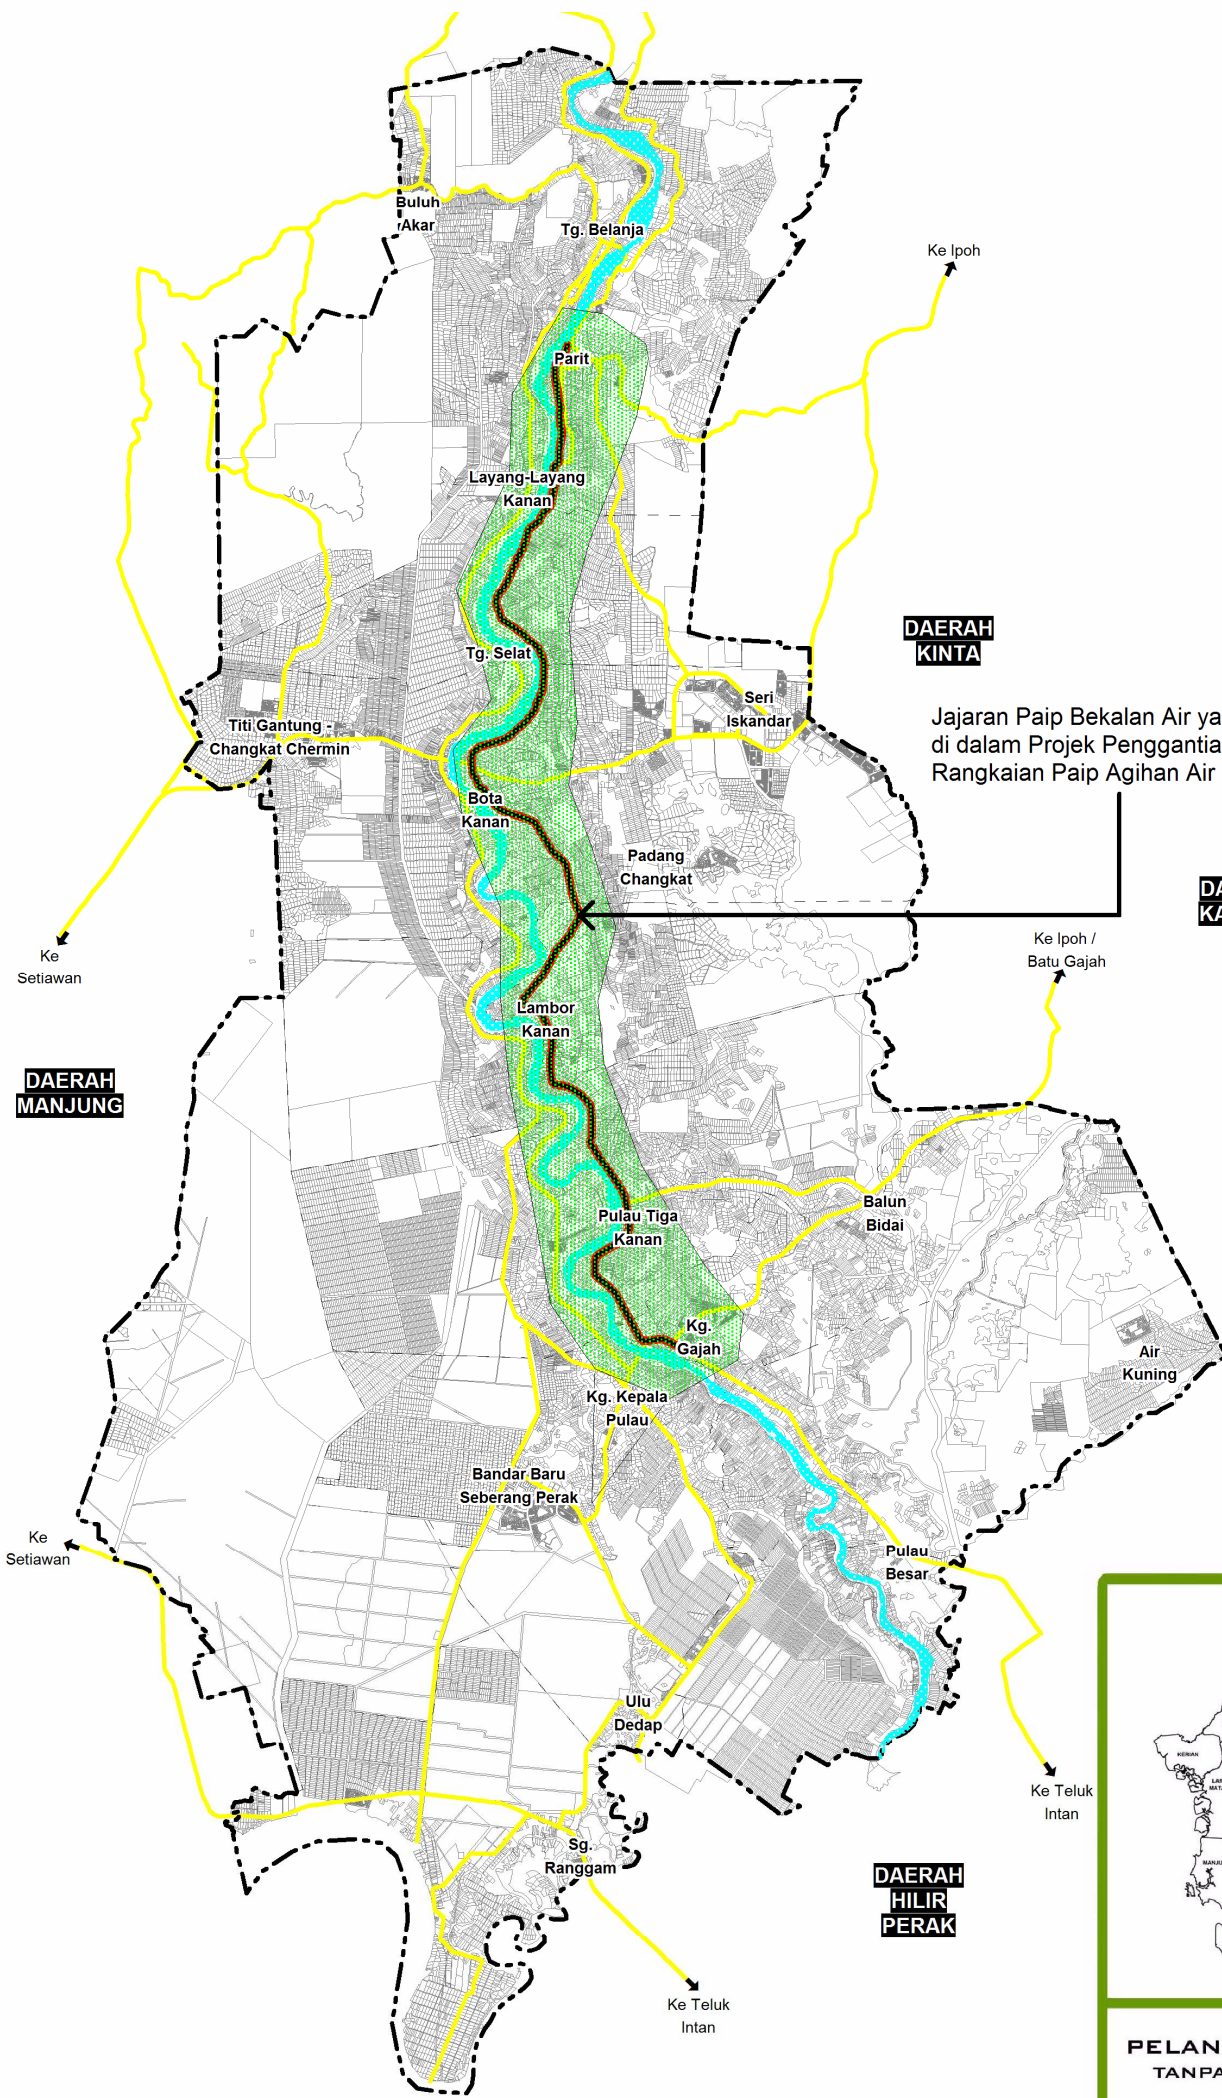 Buluh
Akar
Tg. Belanja
Ke Ipoh
Parit
Layang-Layang
Kanan
DAERAH
KINTA
Tg. Selat
Seri
Iskandar
Titi Gantung -
Changkat Chermin
Jajaran Paip Bekalan Air ya
di dalam Projek Penggantia
Rangkaian Paip Agihan Air
Bota
Kanan
Padang
Changkat
DA
KA
Ke
Setiawan
Ke Ipoh /
Batu Gajah
Lambor
Kanan
DAERAH
MANJUNG
Balun
Bidai
Pulau Tiga
Kanan
Kg.
Gajah
Air
Kuning
Kg. Kepala
Pulau
Bandar Baru
Seberang Perak
Ke
Setiawan
Pulau
Besar
Ulu
Dedap
KERIAN
LAR
MATA
Ke Teluk
Intan
Sg.
Ranggam
MANJU
DAERAH
HILIR
PERAK
Ke Teluk
Intan
PELAN
TANPA